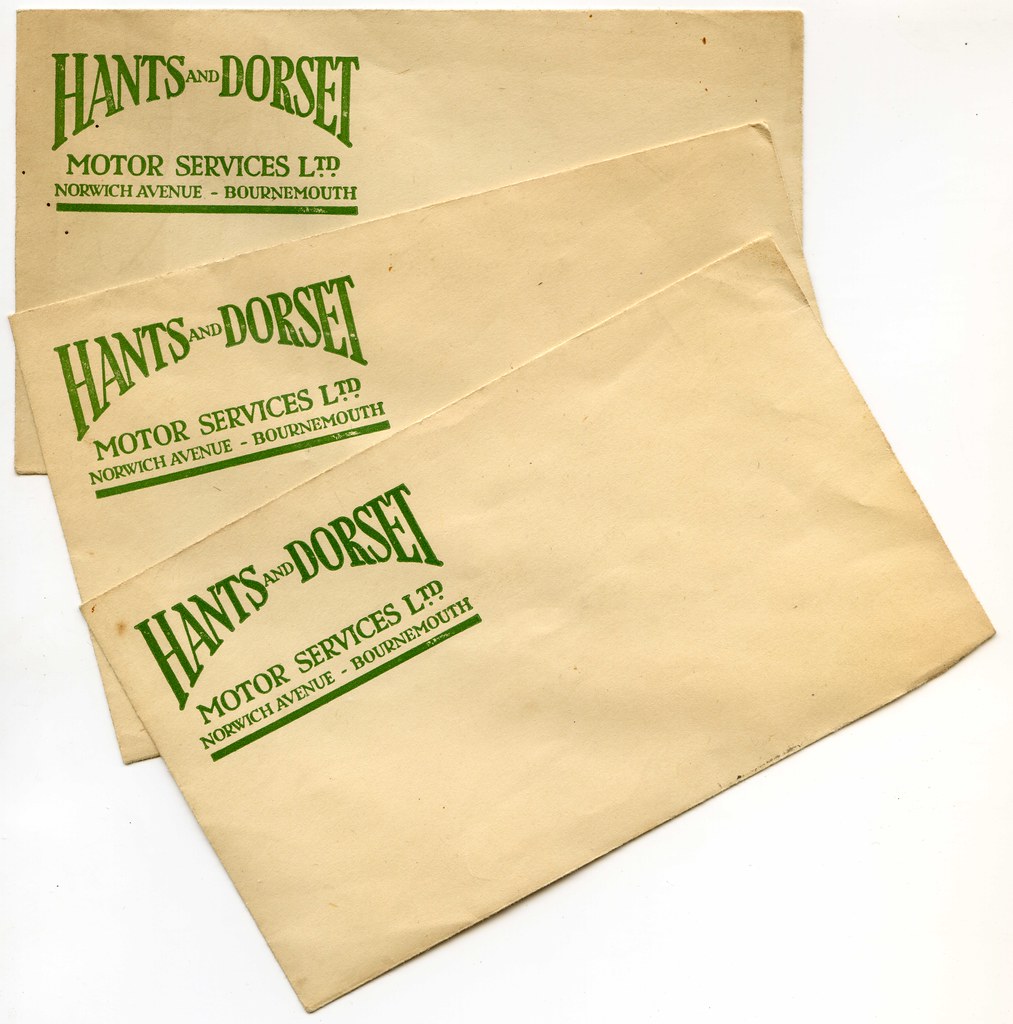 HANTS AND DORSET
MOTOR SERVICES LTD
NORWICH AVENUE - BOURNEMOUTH
HANTS AND DORSET
MOTOR SERVICES LTD
NORWICH AVENUE - BOURNEMOUTH
HANTS AND DORSET
MOTOR SERVICES LTD
NORWICH AVENUE - BOURNEMOUTH